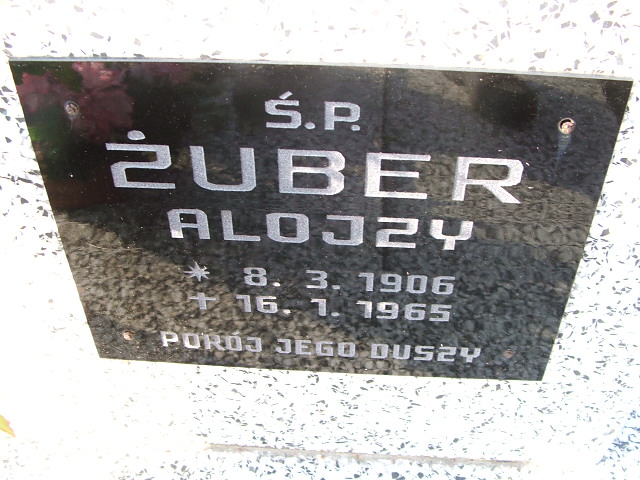 Ś.P.
ŻUBER
ALOJZY
* 8. 3. 1906
† 16. 1. 1965
POKÓJ JEGO DUSZY